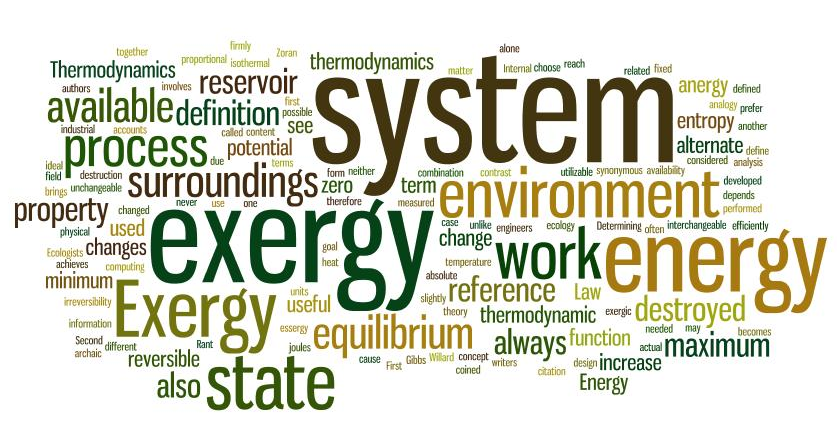 together
firmly
Zoran
alone
proportional
isothermal
thermodynamics
matter
Internal
choose
reach
related
fixed
Thermodynamics
authors
involves
reservoir
system
anergy
defined
available
definition
first
possible
analogy
prefer
industrial
accounts
called
content
see
entropy
another
process
potential
alternate
define
ideal
due
terms
considered
analysis
field
destruction
surroundings
form
neither
combination
contrast
utilizable
synonymous
availability
brings
unchangeable
zero
term
environment
developed
depends
property
changed
never
use
one
therefore
measured
performed
physical
used
exergy
case
unlike
engineers
ecology
Determining
often
interchangeable
efficiently
Ecologists
changes
goal
change
work
energy
achieves
computing
heat
temperature
minimum
absolute
irreversibility
Exergy
units
useful
slightly
reference
Law
theory
thermodynamic
exergic
destroyed
information
essergy
equilibrium
always
function
needed
may
becomes
Second
different
Rant
joules
actual
maximum
archaic
reversible
cause
First
Gibbs
Willard
concept
writers
design
increase
also
state
coined
citation
Energy